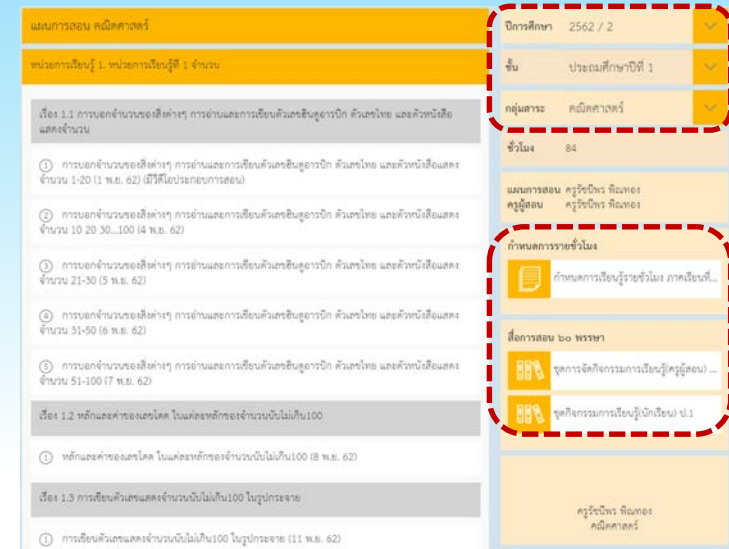 แผนการสอน คณิตศาสตร์
หน่วยการเรียนรู้ 1. หน่วยการเรียนรู้ที่ 1 จำนวน
เรื่อง 1.1 การบอกจำนวนของสิ่งต่างๆ การอ่านและการเขียนตัวเลขฮินดูอารบิก ตัวเลขไทย และตัวหนังสือ
แสดงจำนวน
① การบอกจำนวนของสิ่งต่างๆ การอ่านและการเขียนตัวเลขฮินดูอารบิก ตัวเลขไทย และตัวหนังสือแสดง
จำนวน 1-20 (1 พ.ย. 62) (มีวีดีโอประกอบการสอน)
② การบอกจำนวนของสิ่งต่างๆ การอ่านและการเขียนตัวเลขฮินดูอารบิก ตัวเลขไทย และตัวหนังสือแสดง
จำนวน 10 20 30...100 (4 พ.ย. 62)
③ การบอกจำนวนของสิ่งต่างๆ การอ่านและการเขียนตัวเลขฮินดูอารบิก ตัวเลขไทย และตัวหนังสือแสดง
จำนวน 21-30 (5 พ.ย. 62)
④ การบอกจำนวนของสิ่งต่างๆ การอ่านและการเขียนตัวเลขฮินดูอารบิก ตัวเลขไทย และตัวหนังสือแสดง
จำนวน 31-50 (6 พ.ย. 62)
⑤ การบอกจำนวนของสิ่งต่างๆ การอ่านและการเขียนตัวเลขฮินดูอารบิก ตัวเลขไทย และตัวหนังสือแสดง
จำนวน 51-100 (7 พ.ย. 62)
เรื่อง 1.2 หลักและค่าของเลขโดด ในแต่ละหลักของจำนวนนับไม่เกิน100
① หลักและค่าของเลขโดด ในแต่ละหลักของจำนวนนับไม่เกิน100 (8 พ.ย. 62)
เรื่อง 1.3 การเขียนตัวเลขแสดงจำนวนนับไม่เกิน100 ในรูปกระจาย
① การเขียนตัวเลขแสดงจำนวนนับไม่เกิน100 ในรูปกระจาย (11 พ.ย. 62)
ปีการศึกษา 2562 / 2
ชั้น ประถมศึกษาปีที่ 1
กลุ่มสาระ คณิตศาสตร์
ชั่วโมง 84
แผนการสอน ครูรัชนีพร พิณทอง
ครูผู้สอน ครูรัชนีพร พิณทอง
กำหนดการรายชั่วโมง
กำหนดการเรียนรู้รายชั่วโมง ภาคเรียนที่...
สื่อการสอน ๖๐ พรรษา
ชุดการจัดกิจกรรมการเรียนรู้(ครูผู้สอน) ...
ชุดกิจกรรมการเรียนรู้(นักเรียน) ป.1
ครูรัชนีพร พิณทอง
คณิตศาสตร์